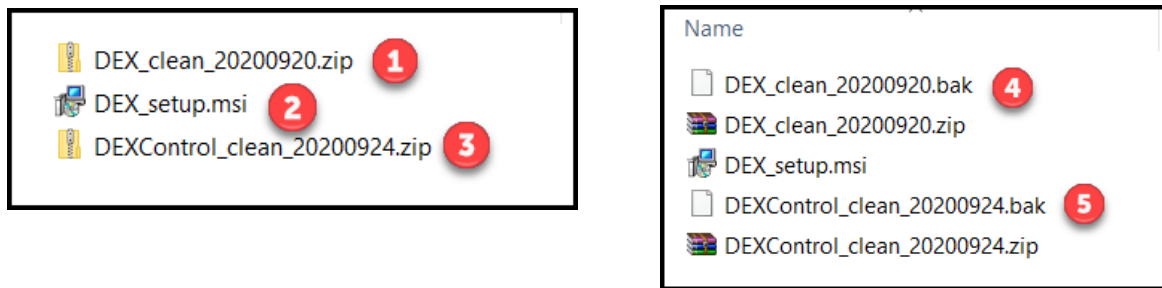 DEX_clean_20200920.zip 1
DEX_setup.msi 2
DEXControl_clean_20200924.zip 3
Name
DEX_clean_20200920.bak 4
DEX_clean_20200920.zip
DEX_setup.msi
DEXControl_clean_20200924.bak 5
DEXControl_clean_20200924.zip